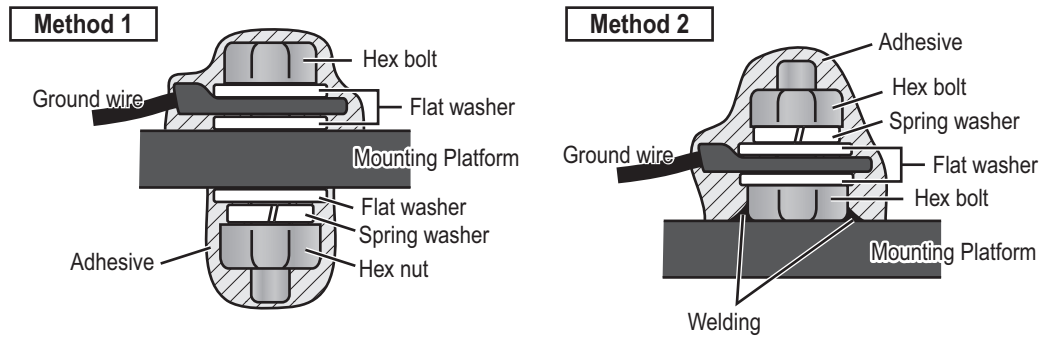 Method 1
Hex bolt
Ground wire
Flat washer
Mounting Platform
Flat washer
Spring washer
Adhesive
Hex nut
Method 2
Adhesive
Hex bolt
Spring washer
Ground wire
Flat washer
Hex bolt
Mounting Platform
Welding